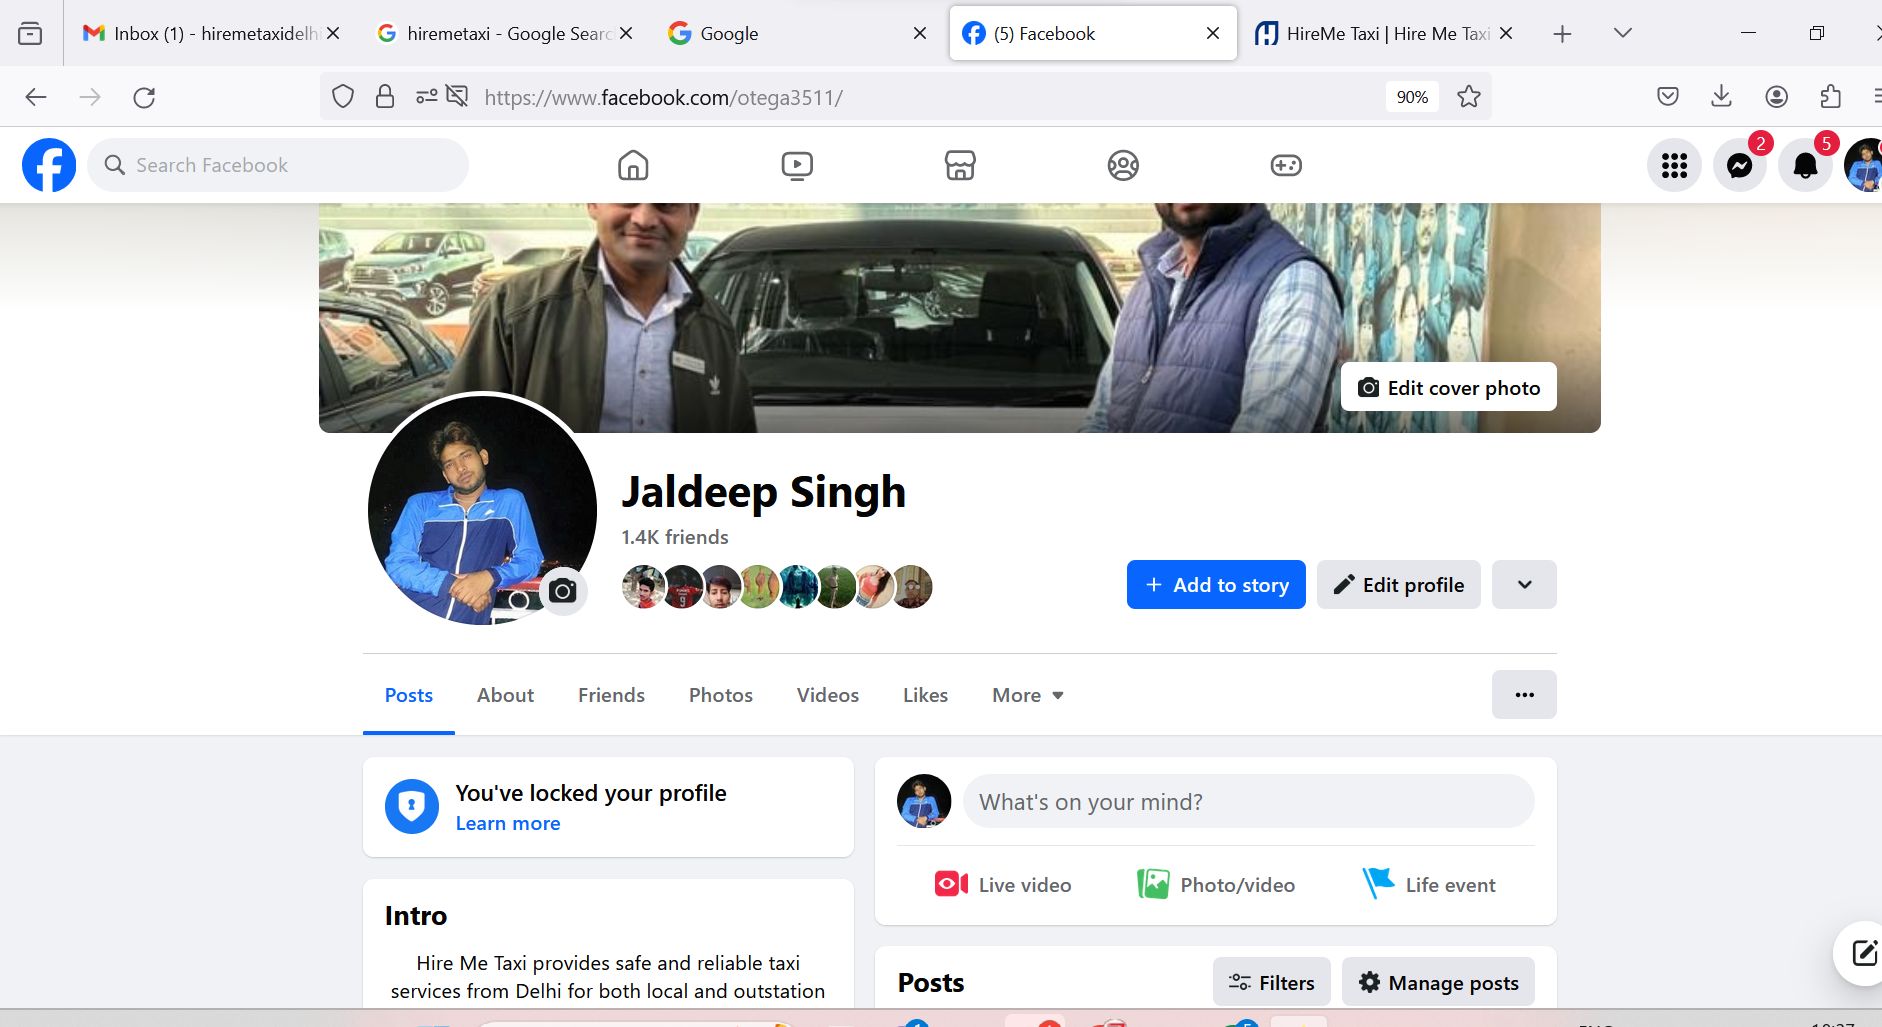 Inbox (1) - hiremetaxidelhi
hiremetaxi - Google Searc
Google
(5) Facebook
HireMe Taxi | Hire Me Taxi
https://www.facebook.com/otega3511/
90%
Search Facebook
2
5
Edit cover photo
Jaldeep Singh
1.4K friends
+ Add to story
Edit profile
Posts
About
Friends
Photos
Videos
Likes
More
You've locked your profile
Learn more
What's on your mind?
Live video
Photo/video
Life event
Intro
Hire Me Taxi provides safe and reliable taxi
services from Delhi for both local and outstation
Posts
Filters
Manage posts